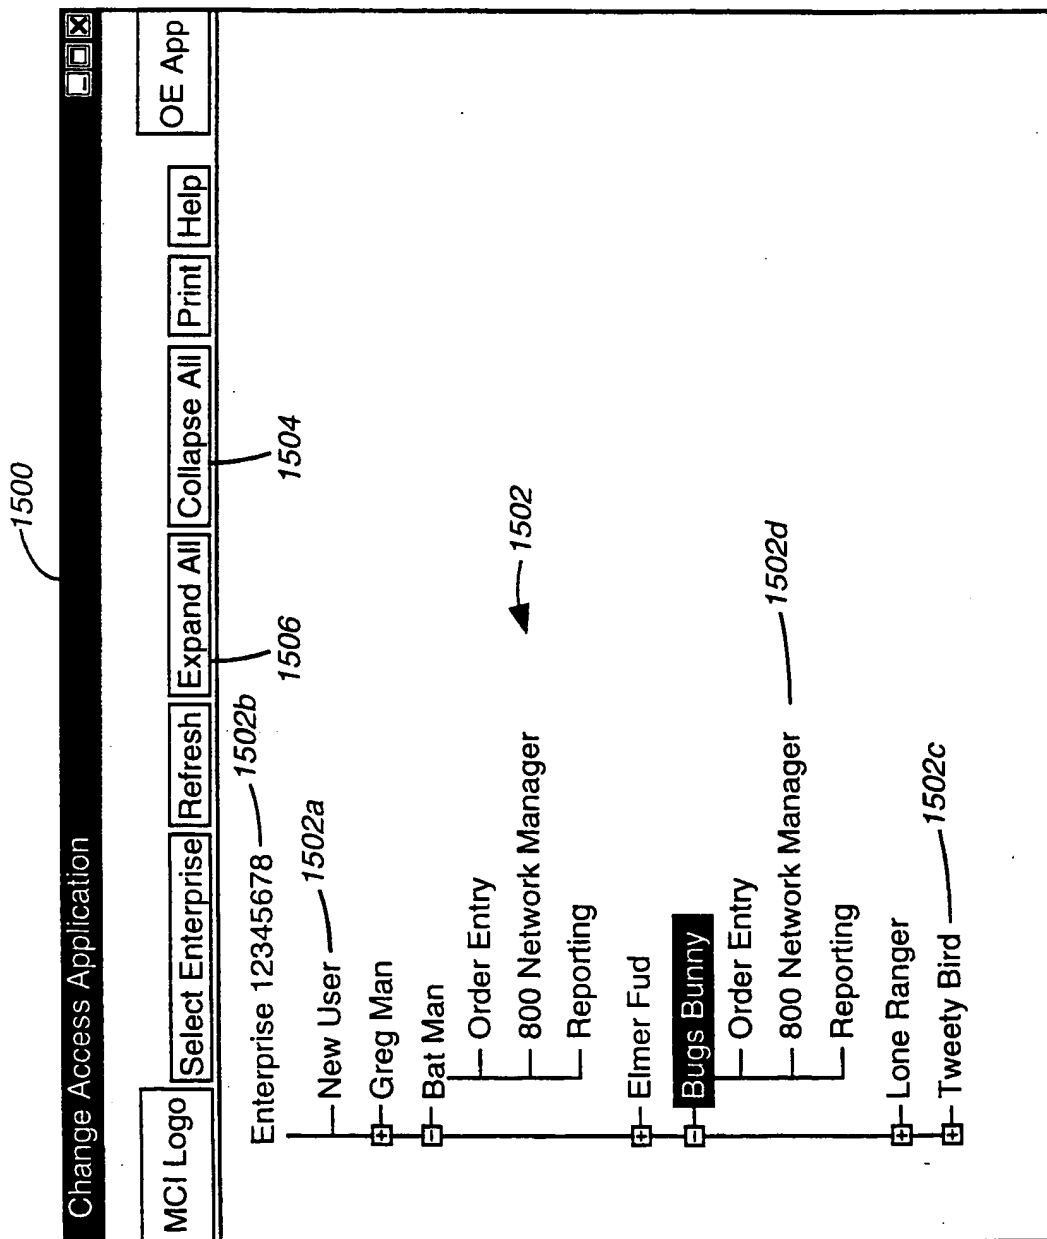 1500
Change Access Application
MCI Logo Select Enterprise Refresh Expand All Collapse All Print Help OE App
1506 1504
Enterprise 12345678 1502b
New User 1502a
Greg Man
Bat Man
Order Entry
800 Network Manager 1502
Reporting
Elmer Fud
Bugs Bunny
Order Entry
800 Network Manager 1502d
Reporting
Lone Ranger
Tweety Bird 1502c